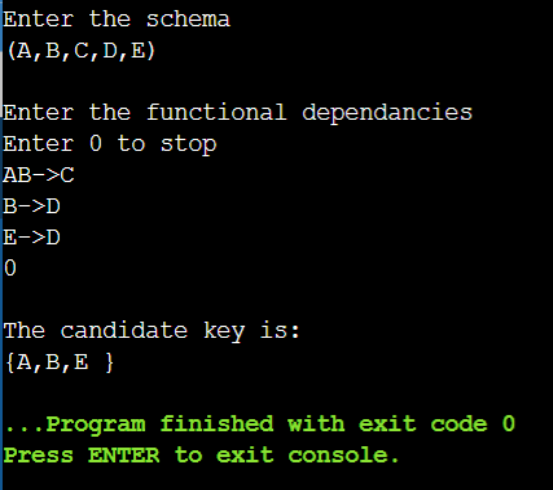 Enter the schema
(A,B,C,D,E)
Enter the functional dependancies
Enter 0 to stop
AB->C
B->D
E->D
0
The candidate key is:
{A,B,E }
...Program finished with exit code 0
Press ENTER to exit console.